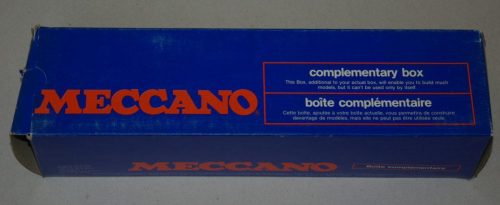 MECCANO
complementary box
This Box, additional to your actual box, will enable you to build much
models, but it can't be used only by itself.
boîte complémentaire
Cette boîte, ajoutée à votre boîte actuelle, vous permettra de construire
davantage de modèles, mais elle ne peut pas être utilisée seule.
MECCANO
Boîte complémentaire